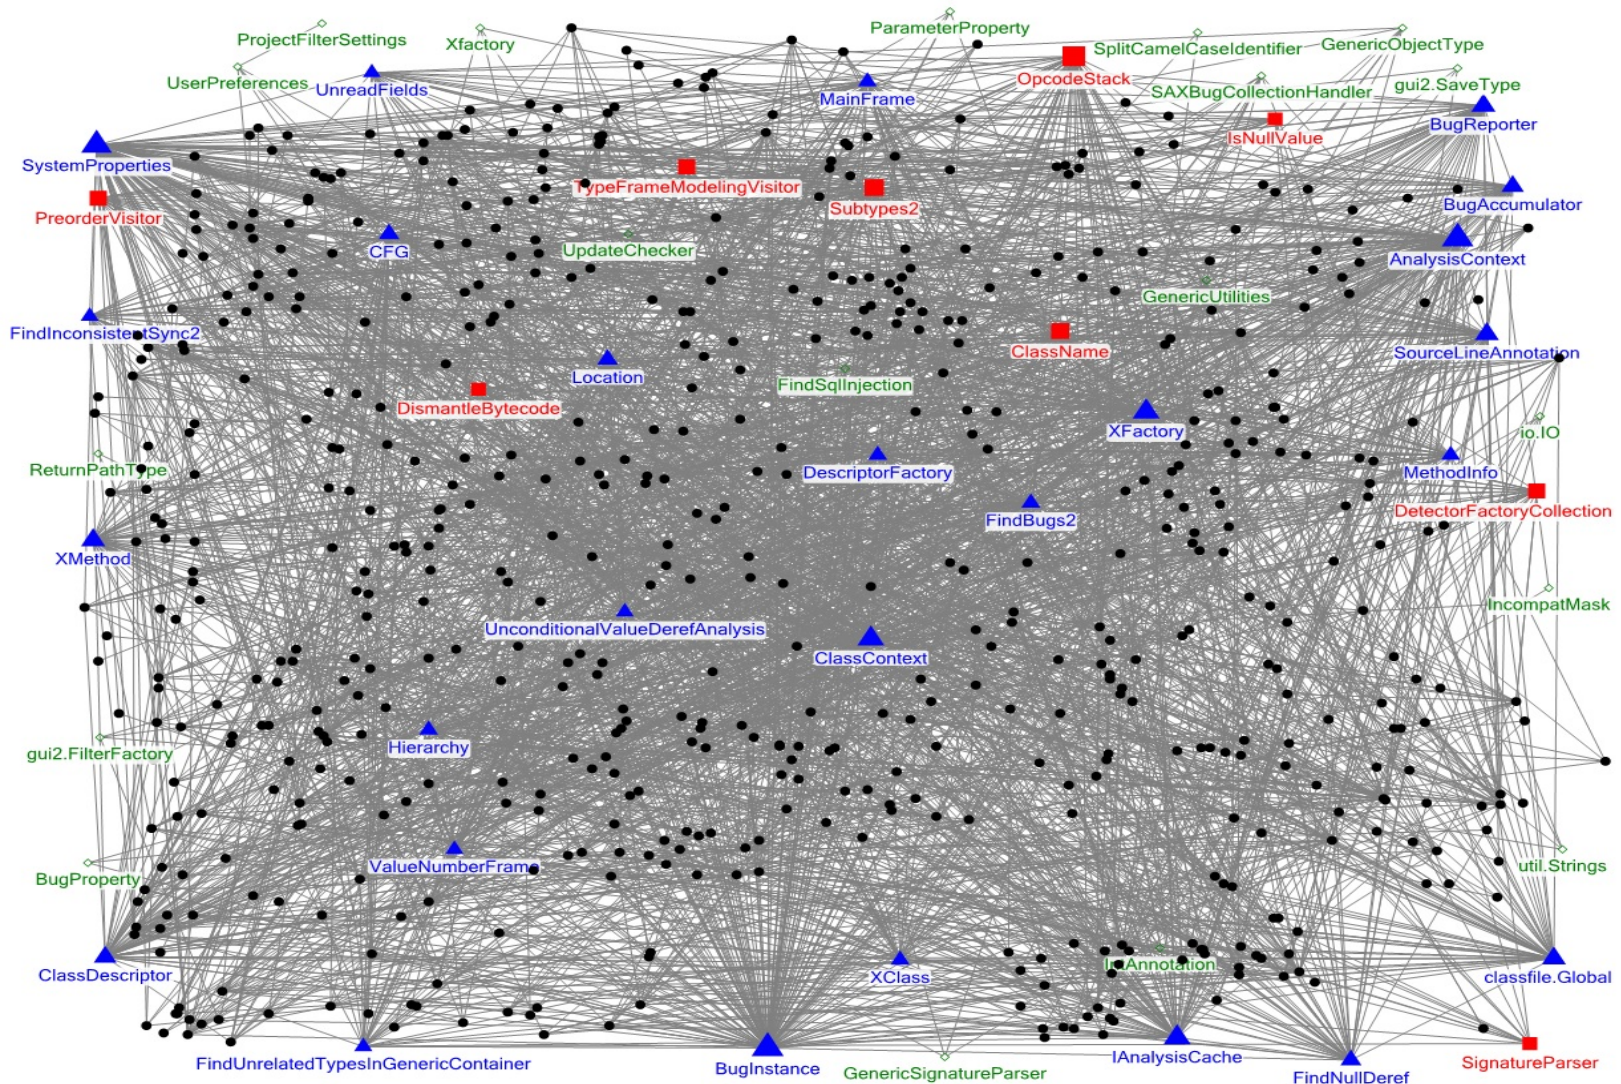 ParameterProperty
ProjectFilterSettings
Xfactory
SplitCamelCaseIdentifier
GenericObjectType
UserPreferences
UnreadFields
OpcodeStack
MainFrame
SAXBugCollectionHandler
gui2.SaveType
BugReporter
IsNullValue
SystemProperties
TypeFrameModelingVisitor
Subtypes2
BugAccumulator
PreorderVisitor
CFG
UpdateChecker
AnalysisContext
GenericUtilities
FindInconsistentSync2
ClassName
SourceLineAnnotation
Location
FindSqlInjection
DismantleBytecode
XFactory
io.IO
ReturnPathType
DescriptorFactory
MethodInfo
FindBugs2
DetectorFactoryCollection
XMethod
IncompatMask
UnconditionalValueDerefAnalysis
ClassContext
Hierarchy
gui2.FilterFactory
ValueNumberFrame
util.Strings
BugProperty
ClassDescriptor
XClass
classfile.Global
FindUnrelatedTypesInGenericContainer
BugInstance
GenericSignatureParser
IAnalysisCache
SignatureParser
FindNullDeref